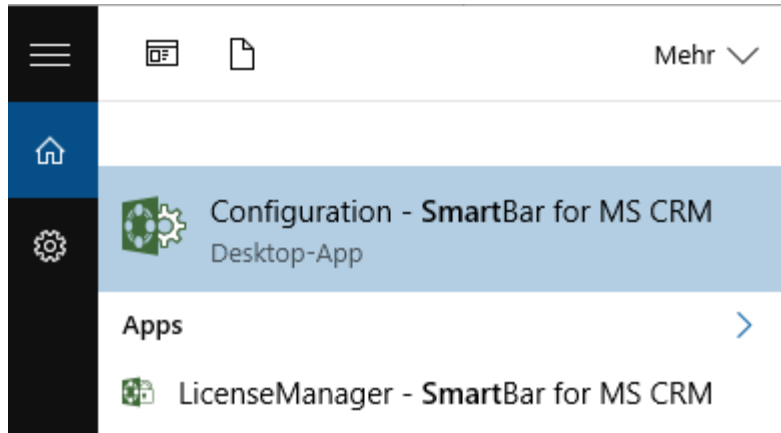 Mehr
Configuration - SmartBar for MS CRM
Desktop-App
Apps
LicenseManager - SmartBar for MS CRM